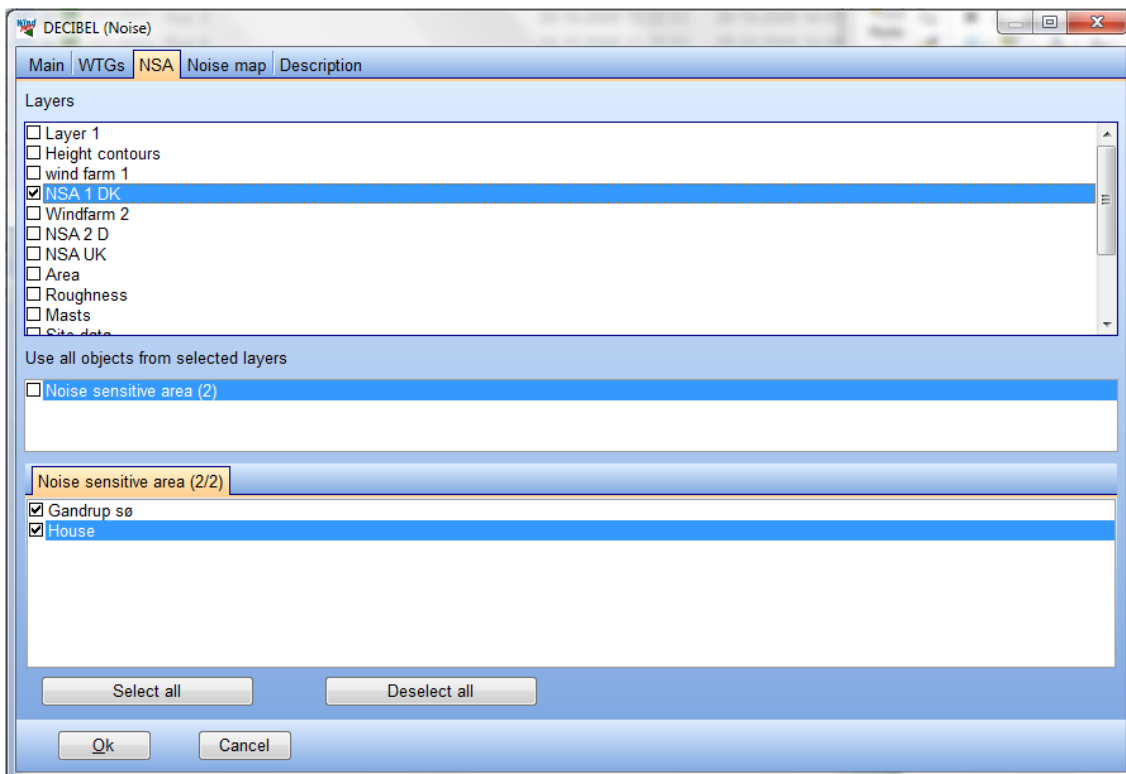 DECIBEL (Noise)
Main WTGs NSA Noise map Description
Layers
Layer 1
Height contours
wind farm 1
NSA 1 DK
Windfarm 2
NSA 2 D
NSA UK
Area
Roughness
Masts
Site data
Use all objects from selected layers
Noise sensitive area (2)
Noise sensitive area (2/2)
Gandrup sø
House
Select all Deselect all
Ok Cancel